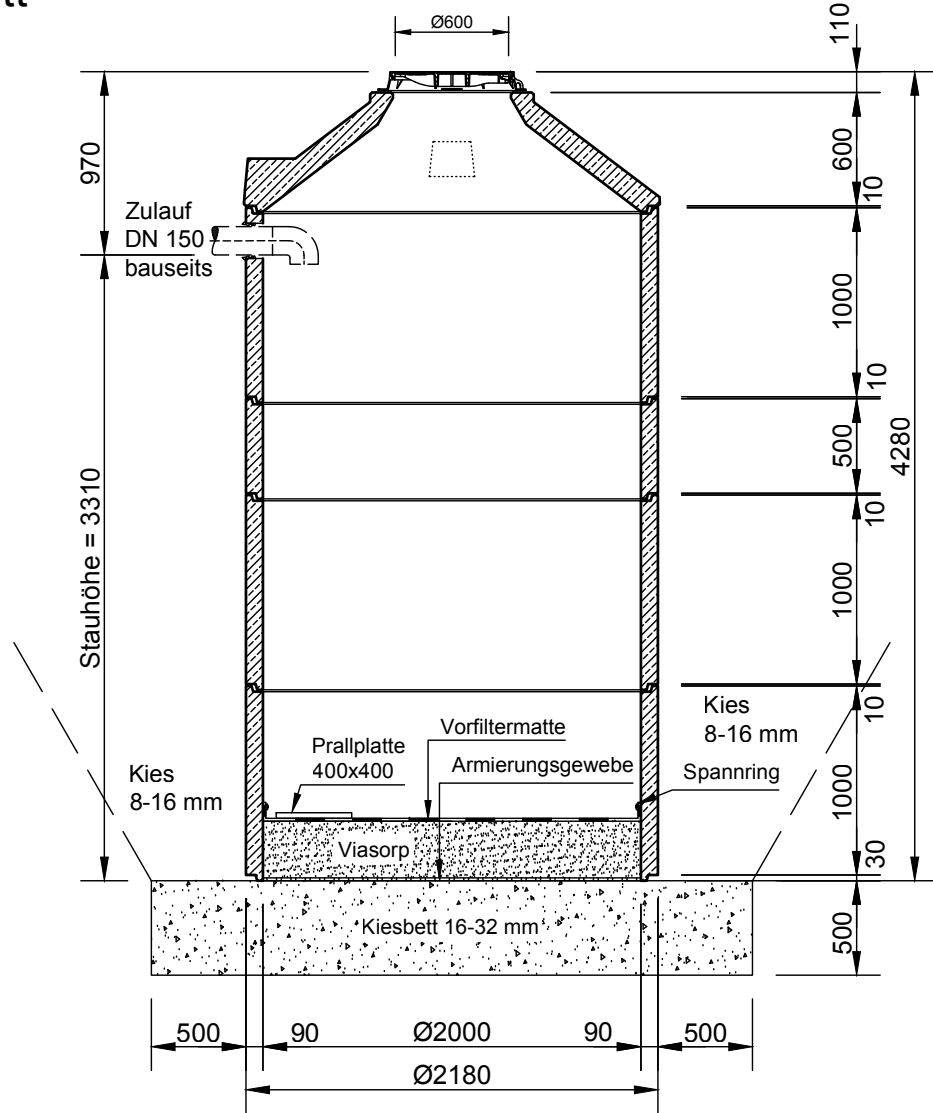 Ø600
110
970
600
10
Zulauf
DN 150
bauseits
1000
10
500
4280
10
Stauhöhe = 3310
1000
10
Kies
8-16 mm
Vorfiltermatte
Prallplatte
400x400
Armierungsgewebe
Spannring
Kies
8-16 mm
1000
Viasorp
30
Kiesbett 16-32 mm
500
500
90
Ø2000
90
500
Ø2180